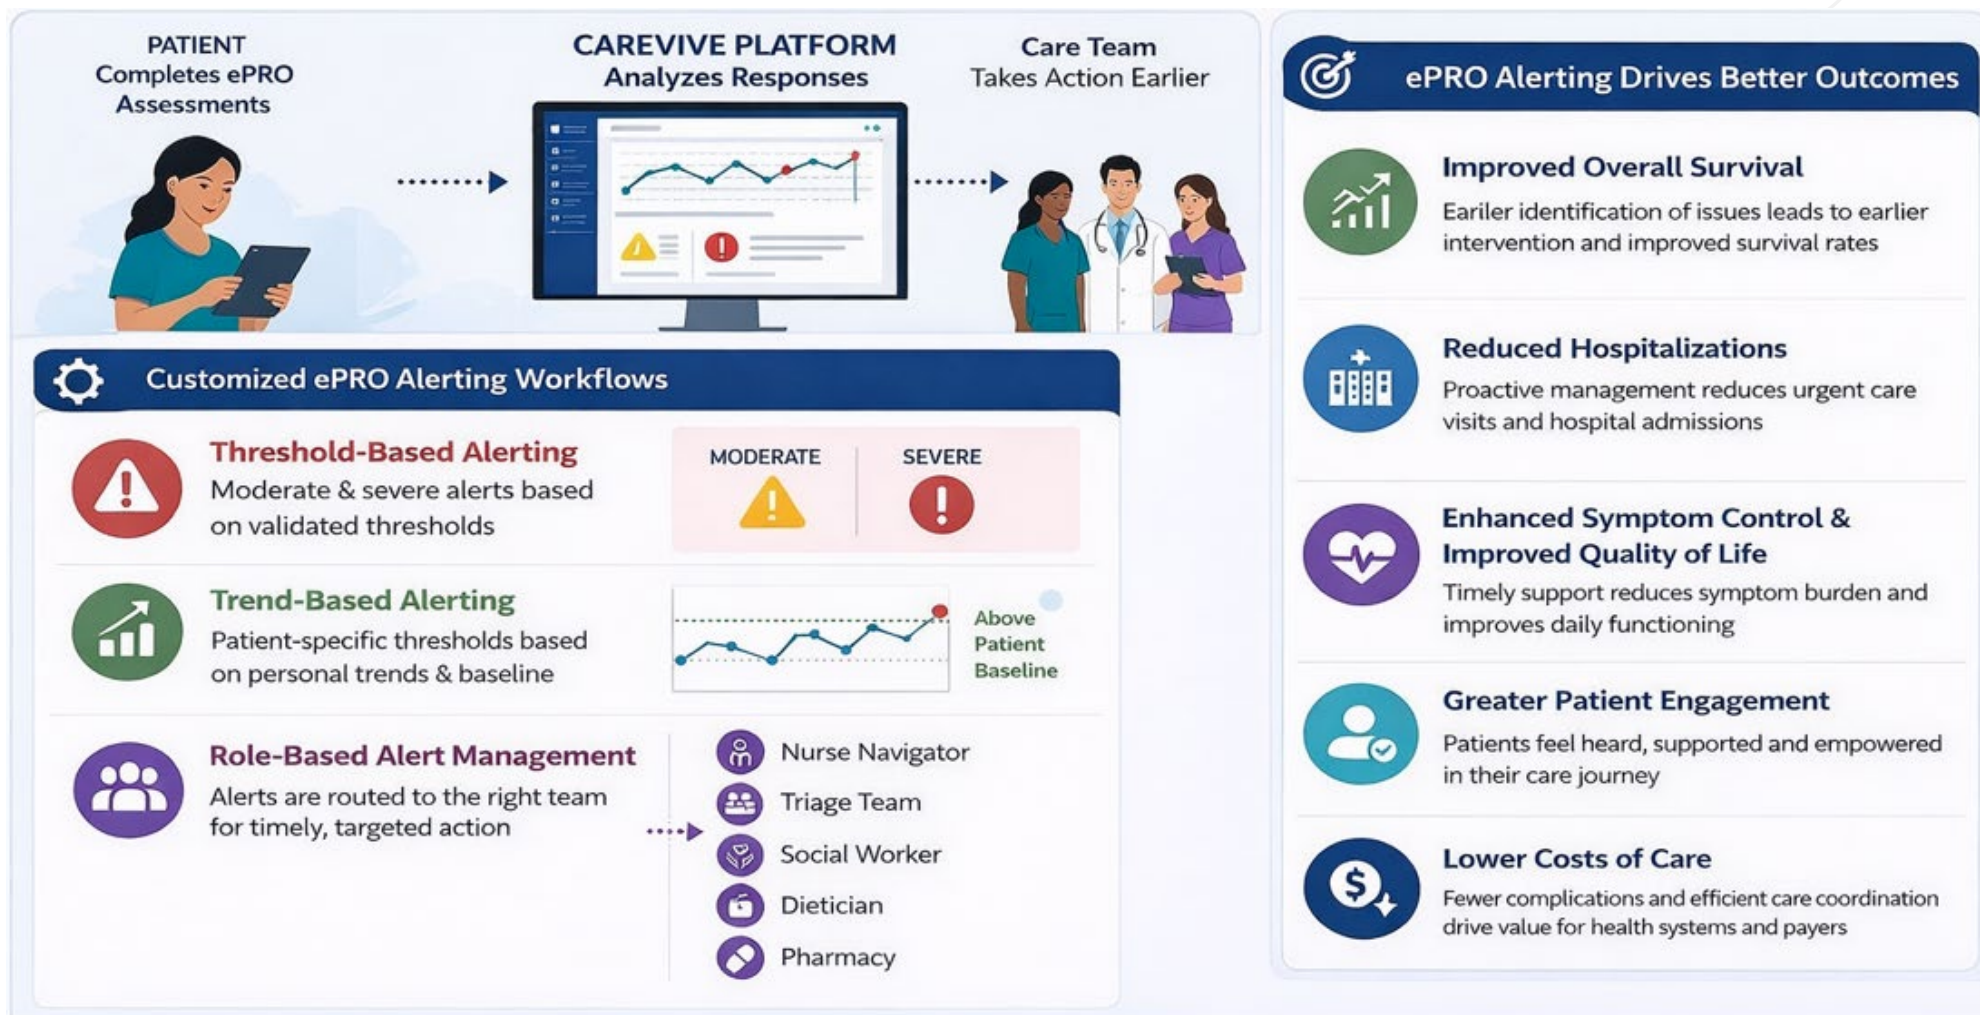 PATIENT
Completes ePRO
Assessments
CAREVIVE PLATFORM
Analyzes Responses
Care Team
Takes Action Earlier
Customized ePRO Alerting Workflows
Threshold-Based Alerting
Moderate & severe alerts based
on validated thresholds
MODERATE
SEVERE
Trend-Based Alerting
Patient-specific thresholds based
on personal trends & baseline
Above
Patient
Baseline
Role-Based Alert Management
Alerts are routed to the right team
for timely, targeted action
Nurse Navigator
Triage Team
Social Worker
Dietician
Pharmacy
ePRO Alerting Drives Better Outcomes
Improved Overall Survival
Eariler identification of issues leads to earlier
intervention and improved survival rates
Reduced Hospitalizations
Proactive management reduces urgent care
visits and hospital admissions
Enhanced Symptom Control &
Improved Quality of Life
Timely support reduces symptom burden and
improves daily functioning
Greater Patient Engagement
Patients feel heard, supported and empowered
in their care journey
Lower Costs of Care
Fewer complications and efficient care coordination
drive value for health systems and payers